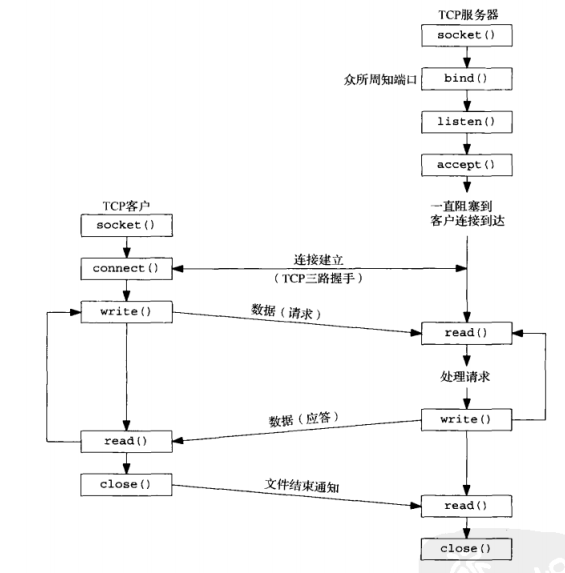 TCP服务器
socket()
众所周知端口
bind()
listen()
accept()
一直阻塞到
客户连接到达
TCP客户
socket()
connect()
连接建立
（TCP三路握手）
write()
数据（请求）
read()
处理请求
数据（应答）
write()
read()
close()
文件结束通知
read()
close()